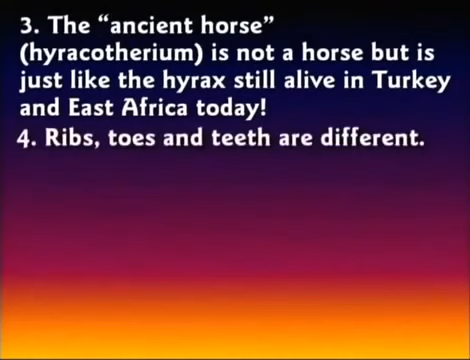 3. The “ancient horse”
(hyracotherium) is not a horse but is
just like the hyrax still alive in Turkey
and East Africa today!
4. Ribs, toes and teeth are different.